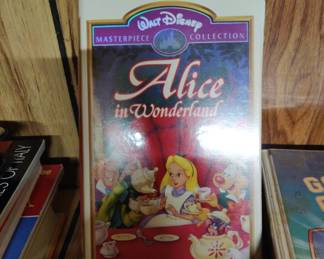 WALT DISNEY
MASTERPIECE COLLECTION
Alice
in Wonderland